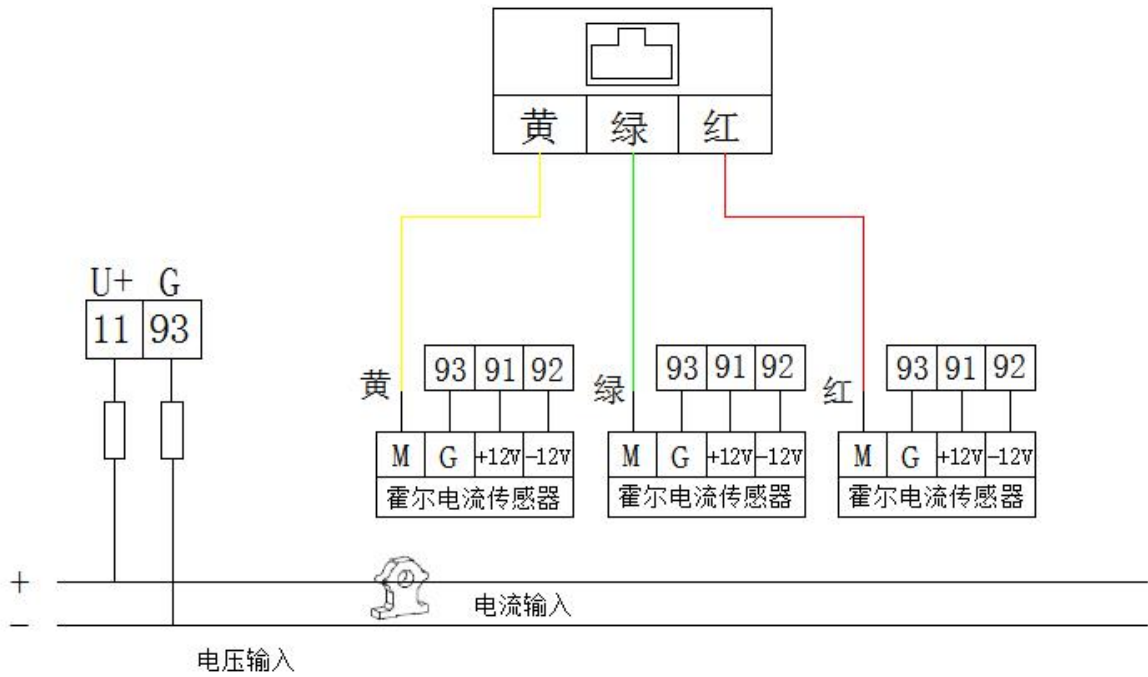 黄 绿 红
U+ G
11 93
黄 93 91 92
绿 93 91 92
红 93 91 92
M G +12V -12V
霍尔电流传感器
M G +12V -12V
霍尔电流传感器
M G +12V -12V
霍尔电流传感器
+
电流输入
−
电压输入